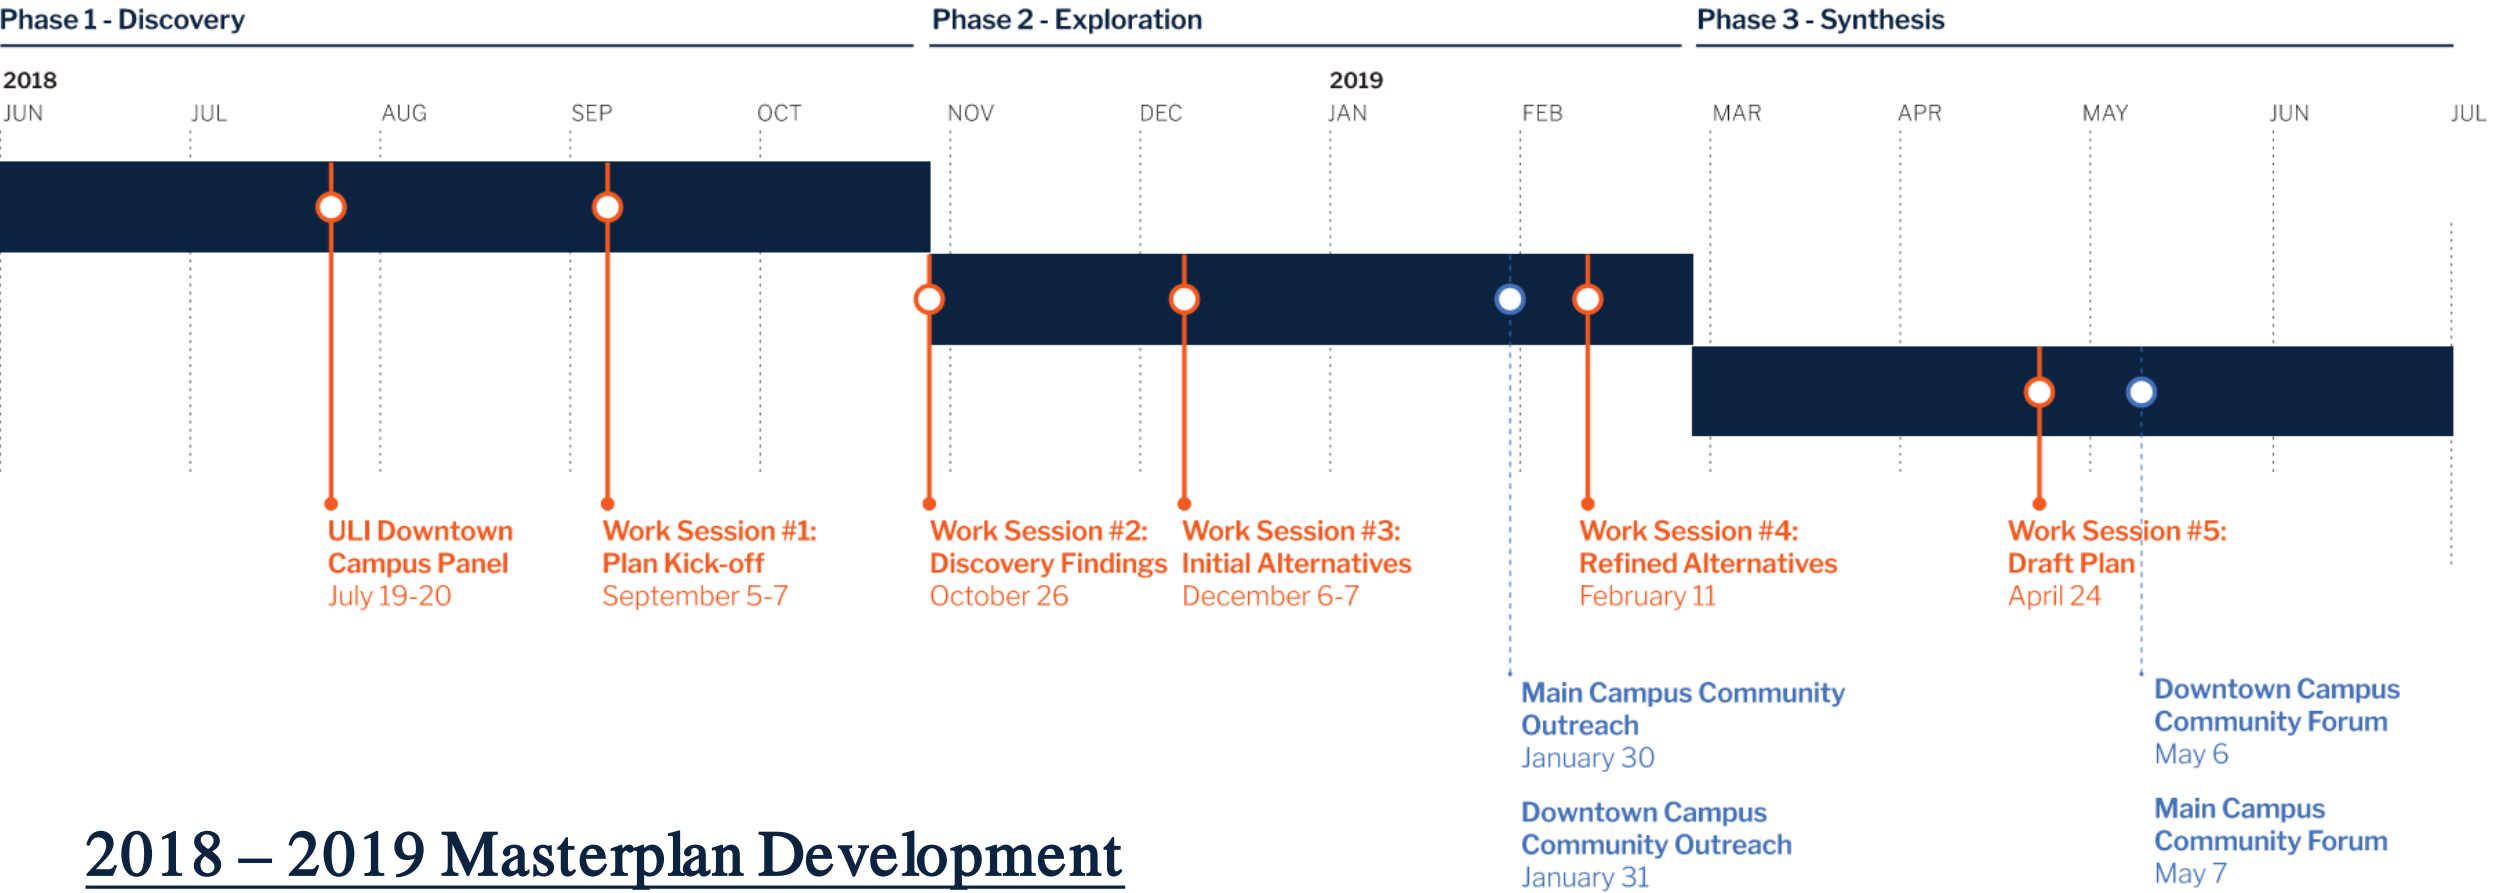 Phase 1 - Discovery
Phase 2 - Exploration
Phase 3 - Synthesis
2018
2019
JUN
JUL
AUG
SEP
OCT
NOV
DEC
JAN
FEB
MAR
APR
MAY
JUN
JUL
ULI Downtown
Campus Panel
July 19-20
Work Session #1:
Plan Kick-off
September 5-7
Work Session #2:
Discovery Findings
October 26
Work Session #3:
Initial Alternatives
December 6-7
Work Session #4:
Refined Alternatives
February 11
Work Session #5:
Draft Plan
April 24
Main Campus Community
Outreach
January 30
Downtown Campus
Community Outreach
January 31
Downtown Campus
Community Forum
May 6
Main Campus
Community Forum
May 7
2018 – 2019 Masterplan Development